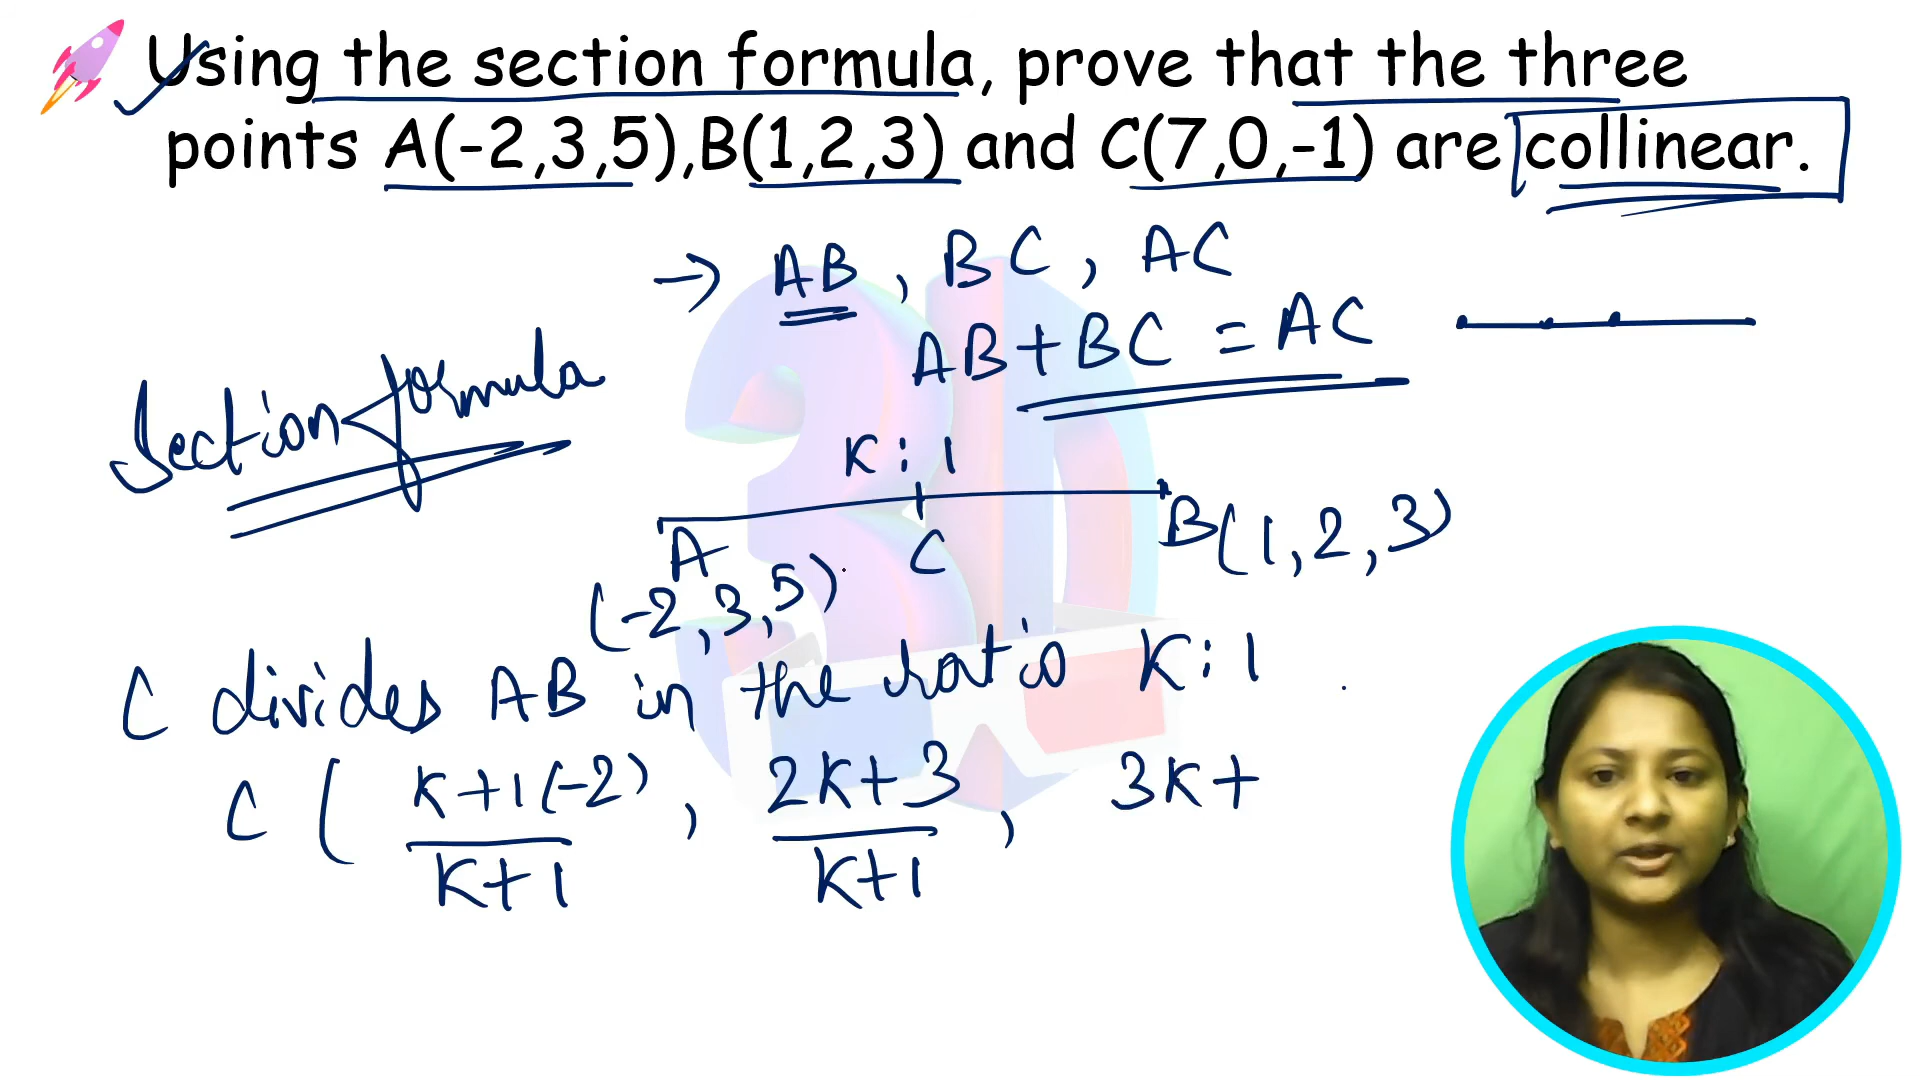 Using the section formula, prove that the three
points A(-2,3,5),B(1,2,3) and C(7,0,-1) are collinear.
→ AB, BC, AC
AB+BC = AC
Section formula
K:1
A C B(1,2,3)
(-2,3,5)
C divides AB in the ratio K:1
C ( K+1(-2)/K+1, 2K+3/K+1, 3K+
3D